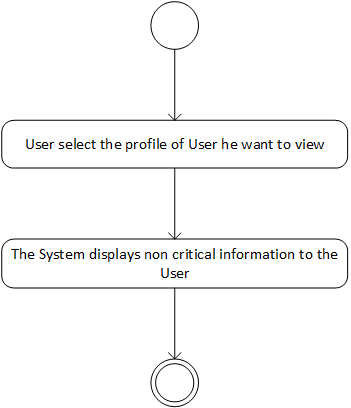 User select the profile of User he want to view
The System displays non critical information to the
User